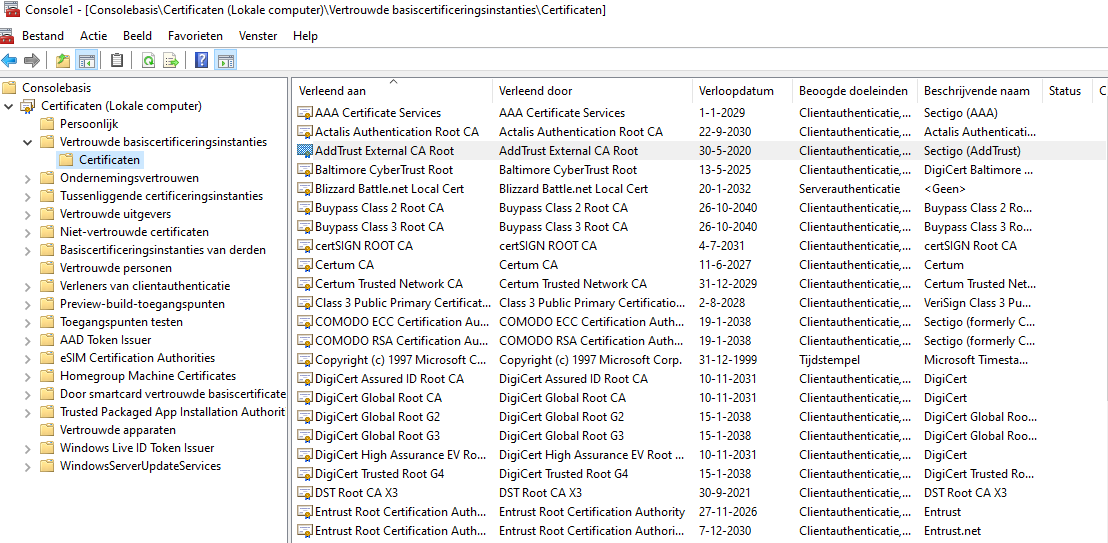 Console1 - [Consolebasis\Certificaten (Lokale computer)\Vertrouwde basiscertificeringsinstanties\Certificaten]
Bestand Actie Beeld Favorieten Venster Help
Consolebasis
Certificaten (Lokale computer)
Persoonlijk
Vertrouwde basiscertificeringsinstanties
Certificaten
Ondernemingsvertrouwen
Tussenliggende certificeringsinstanties
Vertrouwde uitgevers
Niet-vertrouwde certificaten
Basiscertificeringsinstanties van derden
Vertrouwde personen
Verleners van clientauthenticatie
Preview-build-toegangspunten
Toegangspunten testen
AAD Token Issuer
eSIM Certification Authorities
Homegroup Machine Certificates
Door smartcard vertrouwde basiscertificate
Trusted Packaged App Installation Authorit
Vertrouwde apparaten
Windows Live ID Token Issuer
WindowsServerUpdateServices
Verleend aan Verleend door Verloopdatum Beoogde doeleinden Beschrijvende naam Status C
AAA Certificate Services AAA Certificate Services 1-1-2029 Clientauthenticatie,... Sectigo (AAA)
Actalis Authentication Root CA Actalis Authentication Root CA 22-9-2030 Clientauthenticatie,... Actalis Authenticati...
AddTrust External CA Root AddTrust External CA Root 30-5-2020 Clientauthenticatie,... Sectigo (AddTrust)
Baltimore CyberTrust Root Baltimore CyberTrust Root 13-5-2025 Clientauthenticatie,... DigiCert Baltimore ...
Blizzard Battle.net Local Cert Blizzard Battle.net Local Cert 20-1-2032 Serverauthenticatie <Geen>
Buypass Class 2 Root CA Buypass Class 2 Root CA 26-10-2040 Clientauthenticatie,... Buypass Class 2 Ro...
Buypass Class 3 Root CA Buypass Class 3 Root CA 26-10-2040 Clientauthenticatie,... Buypass Class 3 Ro...
certSIGN ROOT CA certSIGN ROOT CA 4-7-2031 Clientauthenticatie,... certSIGN ROOT CA
Certum CA Certum CA 11-6-2027 Clientauthenticatie,... Certum
Certum Trusted Network CA Certum Trusted Network CA 31-12-2029 Clientauthenticatie,... Certum Trusted Net...
Class 3 Public Primary Certificat... Class 3 Public Primary Certificatio... 2-8-2028 Clientauthenticatie,... VeriSign Class 3 Pu...
COMODO ECC Certification Auth... COMODO ECC Certification Auth... 19-1-2038 Clientauthenticatie,... Sectigo (formerly C...
COMODO RSA Certification Auth... COMODO RSA Certification Auth... 19-1-2038 Clientauthenticatie,... Sectigo (formerly C...
Copyright (c) 1997 Microsoft C... Copyright (c) 1997 Microsoft Corp. 31-12-1999 Tijdstempel Microsoft Timesta...
DigiCert Assured ID Root CA DigiCert Assured ID Root CA 10-11-2031 Clientauthenticatie,... DigiCert
DigiCert Global Root CA DigiCert Global Root CA 10-11-2031 Clientauthenticatie,... DigiCert
DigiCert Global Root G2 DigiCert Global Root G2 15-1-2038 Clientauthenticatie,... DigiCert Global Roo...
DigiCert Global Root G3 DigiCert Global Root G3 15-1-2038 Clientauthenticatie,... DigiCert Global Roo...
DigiCert High Assurance EV Ro... DigiCert High Assurance EV Root ... 10-11-2031 Clientauthenticatie,... DigiCert
DigiCert Trusted Root G4 DigiCert Trusted Root G4 15-1-2038 Clientauthenticatie,... DigiCert Trusted Ro...
DST Root CA X3 DST Root CA X3 30-9-2021 Clientauthenticatie,... DST Root CA X3
Entrust Root Certification Auth... Entrust Root Certification Authority 27-11-2026 Clientauthenticatie,... Entrust
Entrust Root Certification Auth... Entrust Root Certification Authori... 7-12-2030 Clientauthenticatie,... Entrust.net